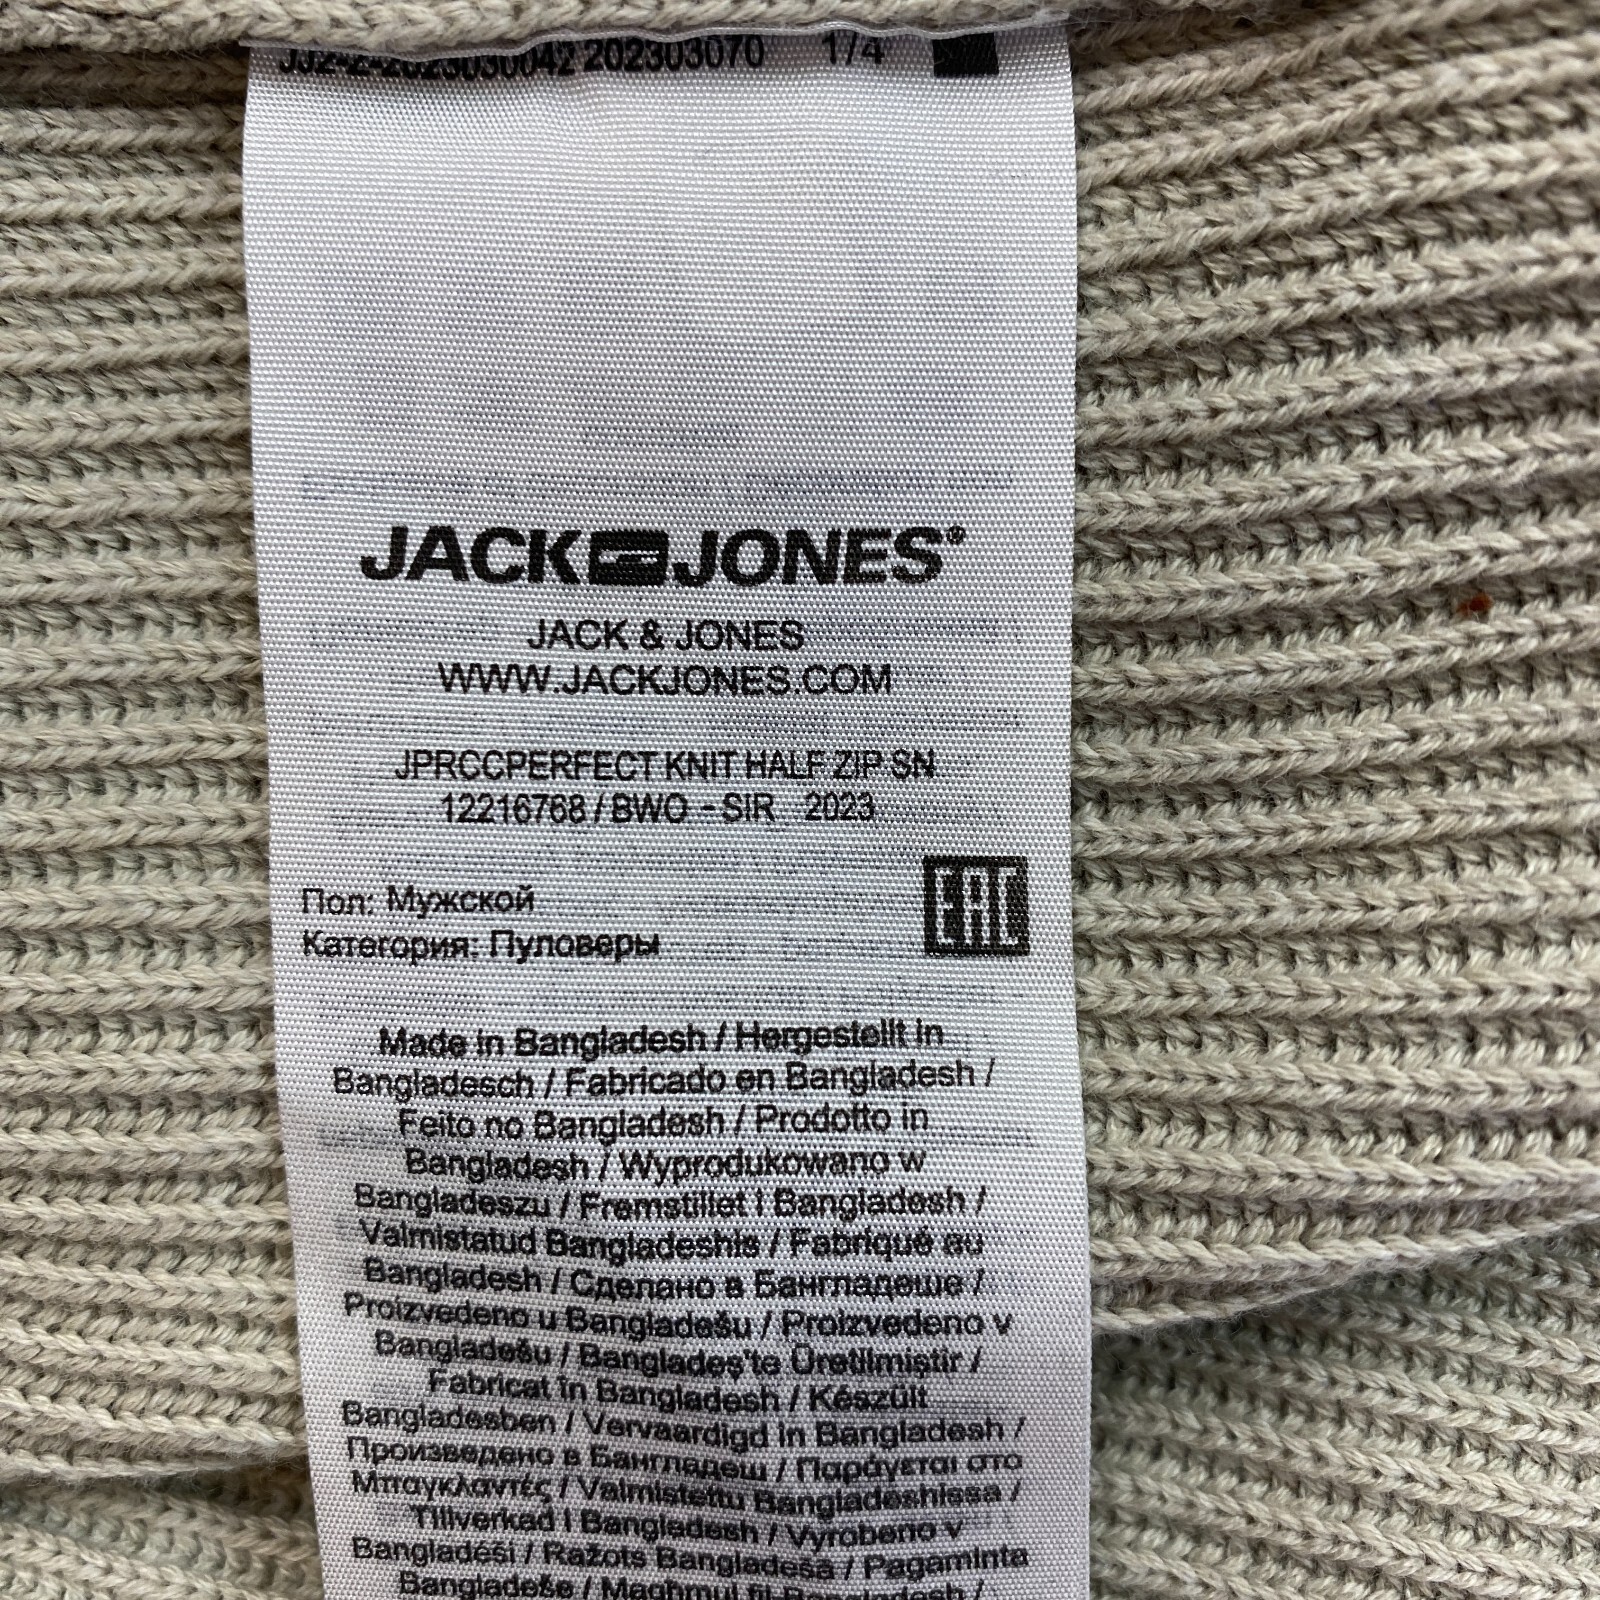 202303070 1/4
JACK JONES®
JACK & JONES
WWW.JACKJONES.COM
JPRCCPERFECT KNIT HALF ZIP SN
12216768 / BWO - SIR 2023
Пол: Мужской
Категория: Пуловеры
EAC
Made in Bangladesh / Hergestellt in
Bangladesch / Fabricado en Bangladesh /
Feito no Bangladesh / Prodotto in
Bangladesh / Wyprodukowano w
Bangladeszu / Fremstillet i Bangladesh /
Valmistatud Bangladeshis / Fabriqué au
Bangladesh / Сделано в Бангладеше /
Proizvedeno u Bangladešu / Proizvedeno v
Bangladešu / Bangladeş'te Üretilmiştir /
Fabricat în Bangladesh / Készült
Bangladesben / Vervaardigd in Bangladesh /
Произведено в Бангладеш / Παράγεται στο
Μπαγκλαντές / Valmistettu Bangladeshissa /
Tillverkad i Bangladesh / Vyrobeno v
Bangladéši / Ražots Bangladešā / Pagaminta
Bangladeše / Magħmul fil-Bangladesh /